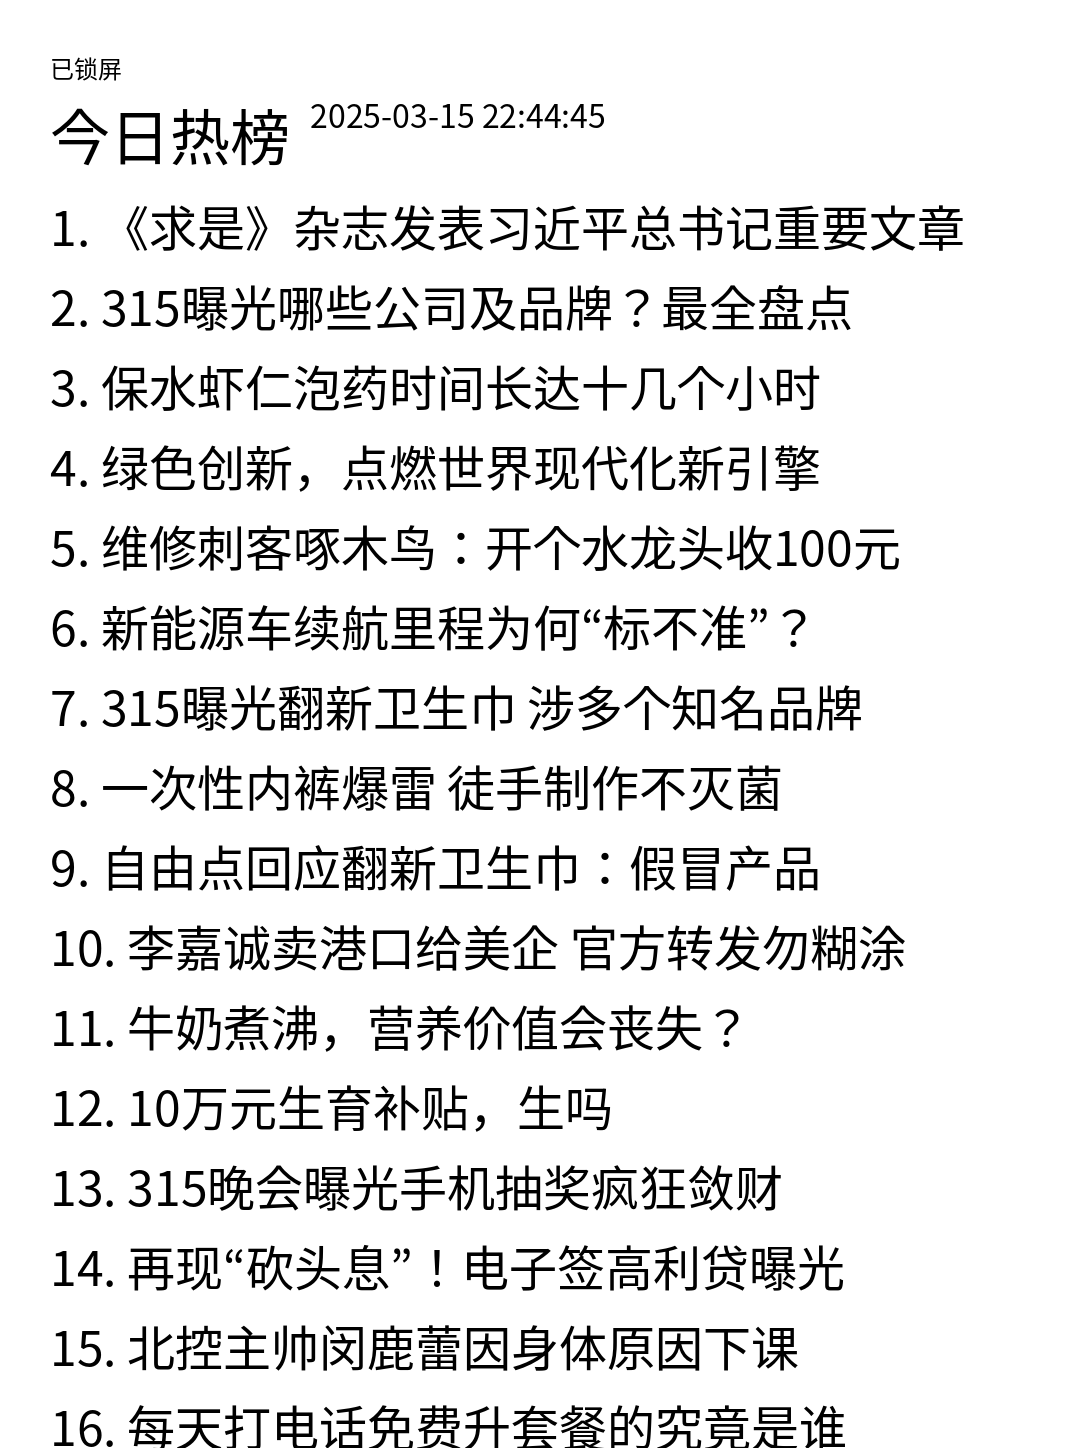 已锁屏
今日热榜 2025-03-15 22:44:45
1. 《求是》杂志发表习近平总书记重要文章
2. 315曝光哪些公司及品牌？最全盘点
3. 保水虾仁泡药时间长达十几个小时
4. 绿色创新，点燃世界现代化新引擎
5. 维修刺客啄木鸟：开个水龙头收100元
6. 新能源车续航里程为何“标不准”？
7. 315曝光翻新卫生巾 涉多个知名品牌
8. 一次性内裤爆雷 徒手制作不灭菌
9. 自由点回应翻新卫生巾：假冒产品
10. 李嘉诚卖港口给美企 官方转发勿糊涂
11. 牛奶煮沸，营养价值会丧失？
12. 10万元生育补贴，生吗
13. 315晚会曝光手机抽奖疯狂敛财
14. 再现“砍头息”！电子签高利贷曝光
15. 北控主帅闵鹿蕾因身体原因下课
16. 每天打电话免费升套餐的究竟是谁